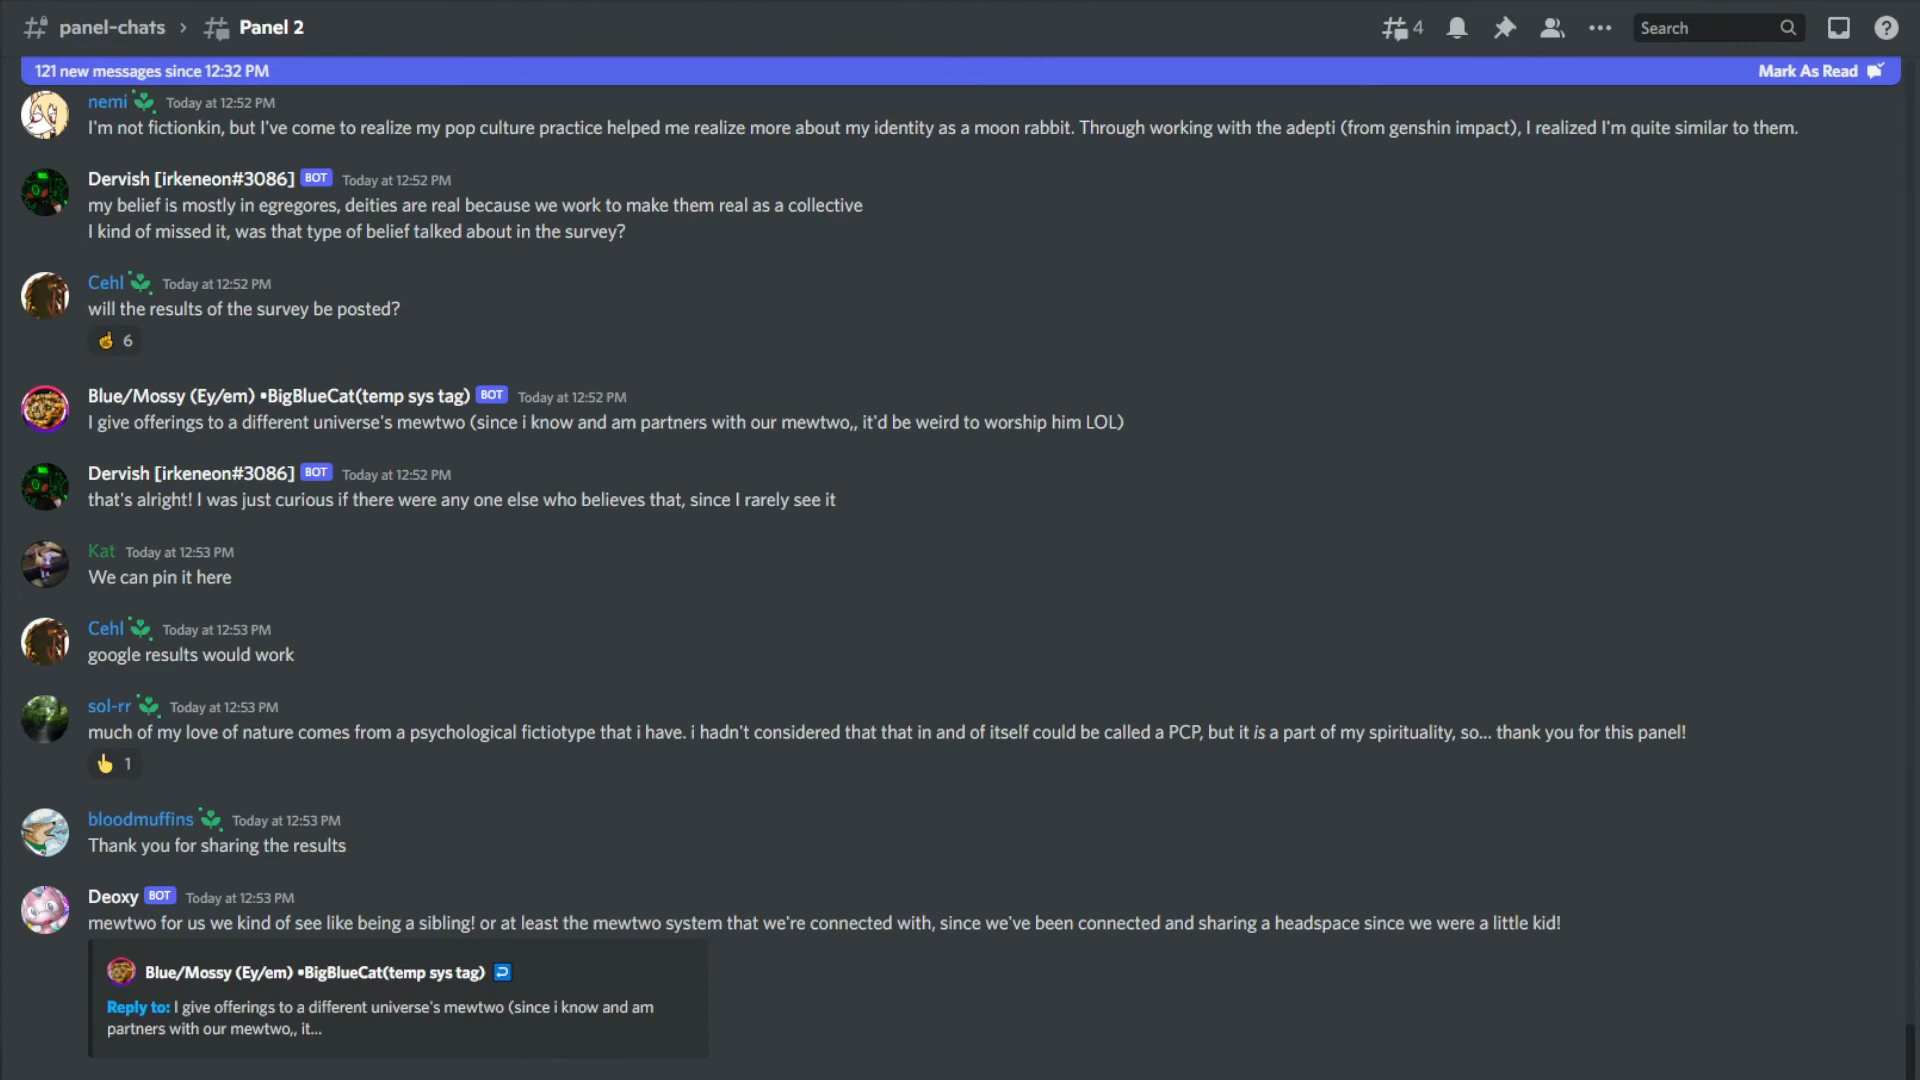 panel-chats › Panel 2 4 Search
121 new messages since 12:32 PM Mark As Read
nemi Today at 12:52 PM
I'm not fictionkin, but I've come to realize my pop culture practice helped me realize more about my identity as a moon rabbit. Through working with the adepti (from genshin impact), I realized I'm quite similar to them.
Dervish [irkeneon#3086] BOT Today at 12:52 PM
my belief is mostly in egregores, deities are real because we work to make them real as a collective
I kind of missed it, was that type of belief talked about in the survey?
Cehl Today at 12:52 PM
will the results of the survey be posted?
6
Blue/Mossy (Ey/em) •BigBlueCat(temp sys tag) BOT Today at 12:52 PM
I give offerings to a different universe's mewtwo (since i know and am partners with our mewtwo,, it'd be weird to worship him LOL)
Dervish [irkeneon#3086] BOT Today at 12:52 PM
that's alright! I was just curious if there were any one else who believes that, since I rarely see it
Kat Today at 12:53 PM
We can pin it here
Cehl Today at 12:53 PM
google results would work
sol-rr Today at 12:53 PM
much of my love of nature comes from a psychological fictiotype that i have. i hadn't considered that that in and of itself could be called a PCP, but it is a part of my spirituality, so... thank you for this panel!
1
bloodmuffins Today at 12:53 PM
Thank you for sharing the results
Deoxy BOT Today at 12:53 PM
mewtwo for us we kind of see like being a sibling! or at least the mewtwo system that we're connected with, since we've been connected and sharing a headspace since we were a little kid!
Blue/Mossy (Ey/em) •BigBlueCat(temp sys tag)
Reply to: I give offerings to a different universe's mewtwo (since i know and am
partners with our mewtwo,, it...